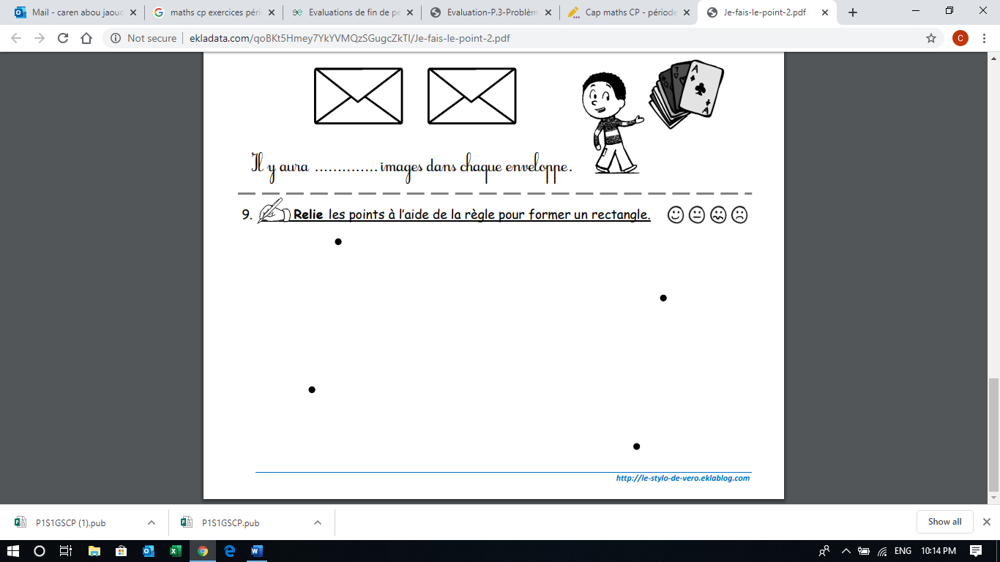 Mail - caren abou jaoud
maths cp exercices péri
Evaluations de fin de pé
Evaluation-P.3-Problèm
Cap maths CP - période
Je-fais-le-point-2.pdf
Not secure
ekladata.com/qoBKt5Hmey7YkYVMQzSGugcZkTI/Je-fais-le-point-2.pdf
C
A
A
Il y aura .............. images dans chaque enveloppe.
9. Relie les points à l'aide de la règle pour former un rectangle.
http://le-stylo-de-vero.eklablog.com
P1S1GSCP (1).pub
P1S1GSCP.pub
Show all
ENG
10:14 PM